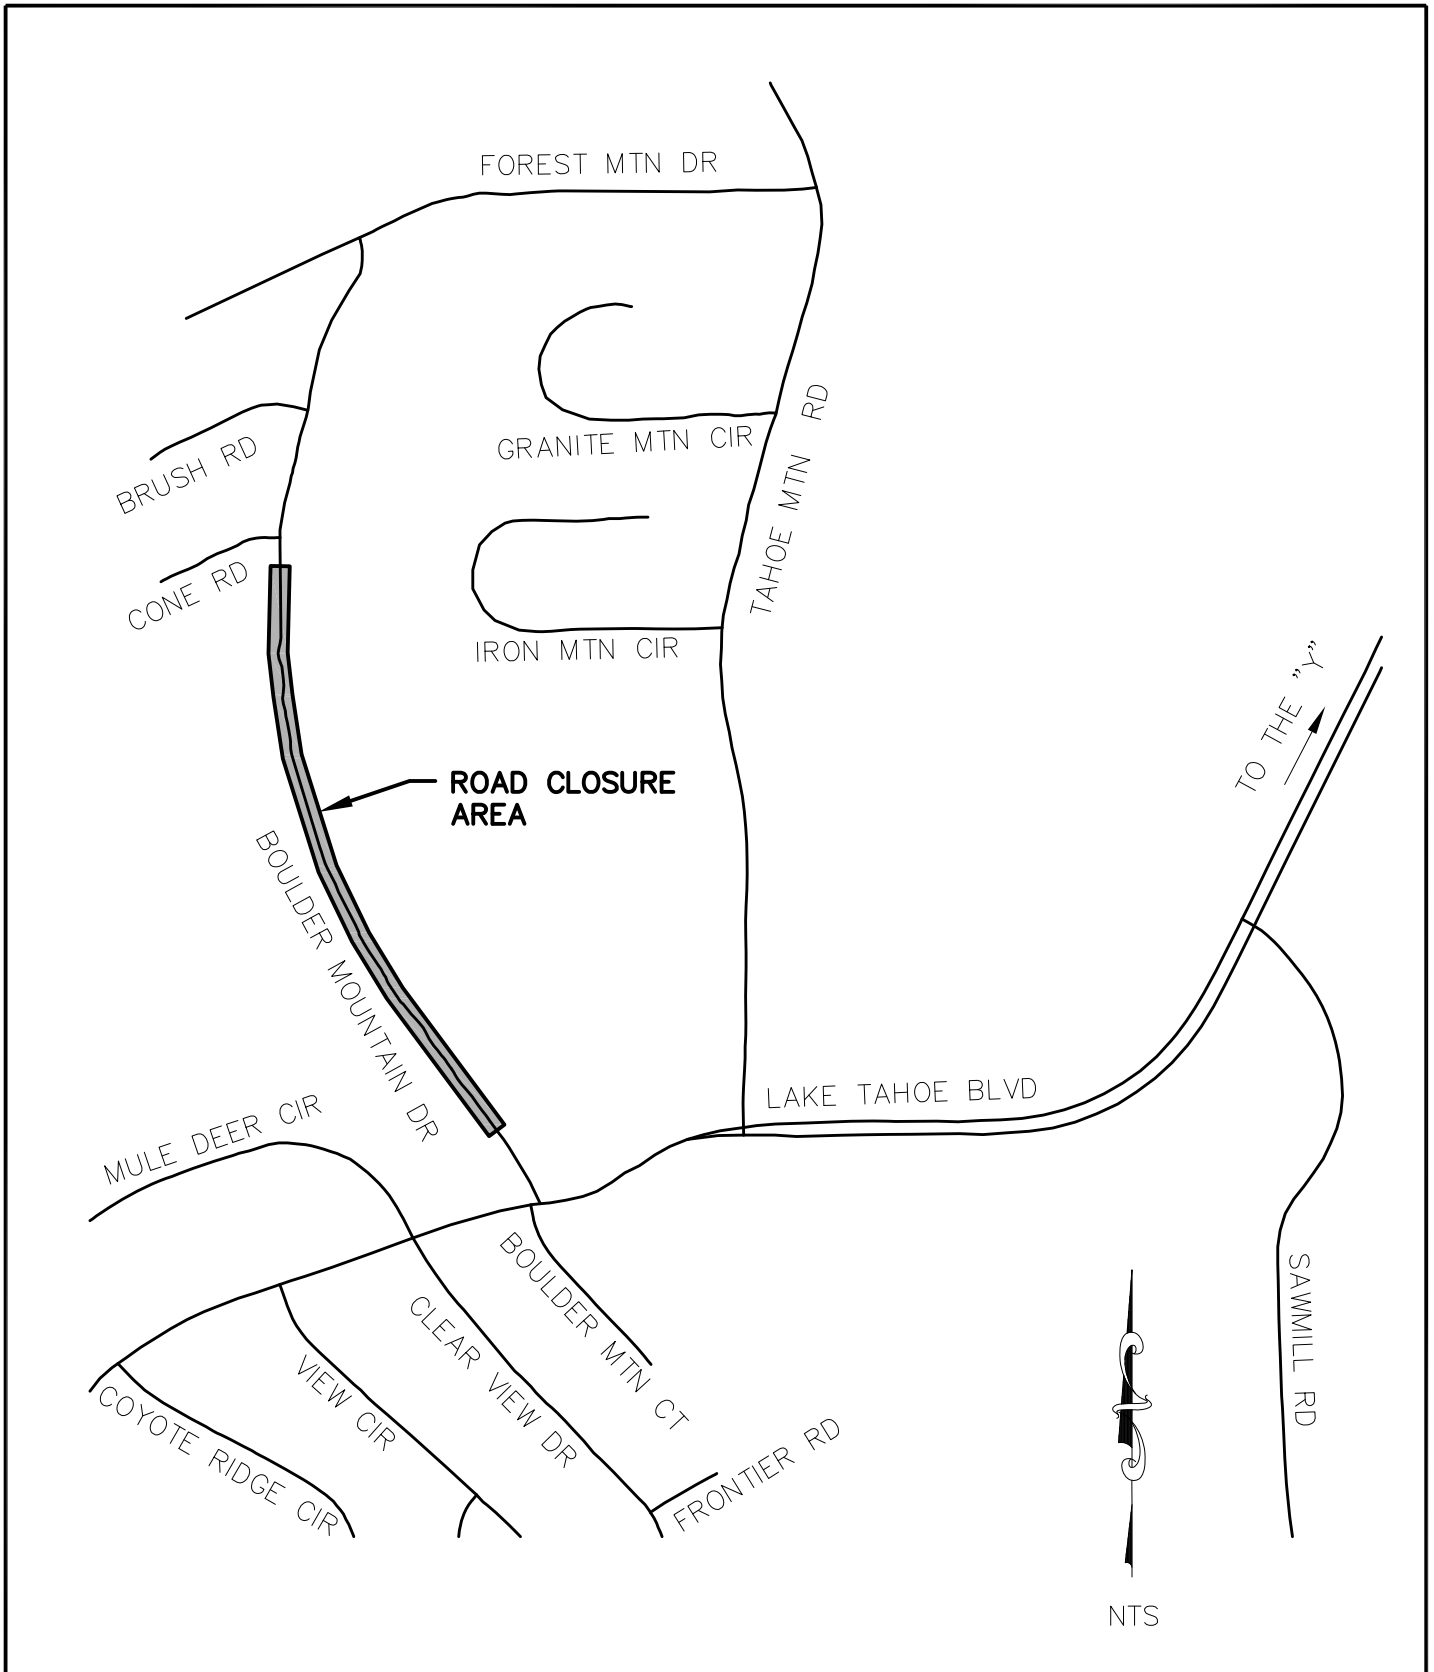 FOREST MTN DR
GRANITE MTN CIR
TAHOE MTN RD
BRUSH RD
CONE RD
IRON MTN CIR
TO THE "Y"
ROAD CLOSURE
AREA
BOULDER MOUNTAIN DR
LAKE TAHOE BLVD
MULE DEER CIR
BOULDER MTN CT
CLEAR VIEW DR
VIEW CIR
COYOTE RIDGE CIR
FRONTIER RD
SAWMILL RD
NTS